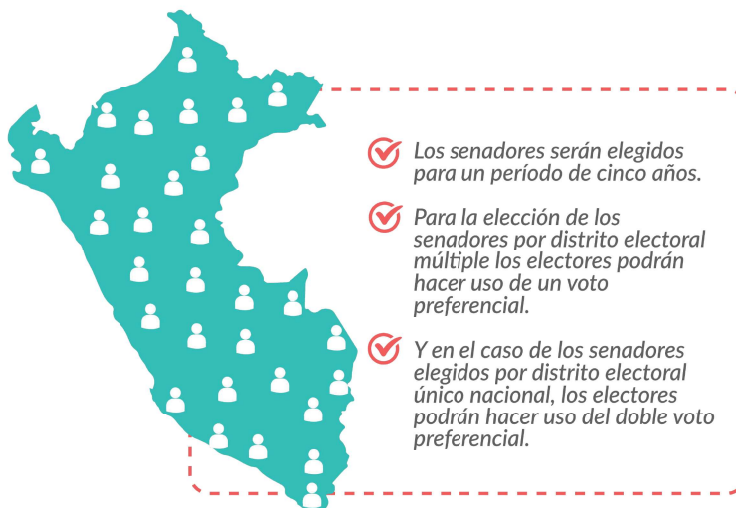 Los senadores serán elegidos
para un período de cinco años.
Para la elección de los
senadores por distrito electoral
múltiple los electores podrán
hacer uso de un voto
preferencial.
Y en el caso de los senadores
elegidos por distrito electoral
único nacional, los electores
podrán hacer uso del doble voto
preferencial.